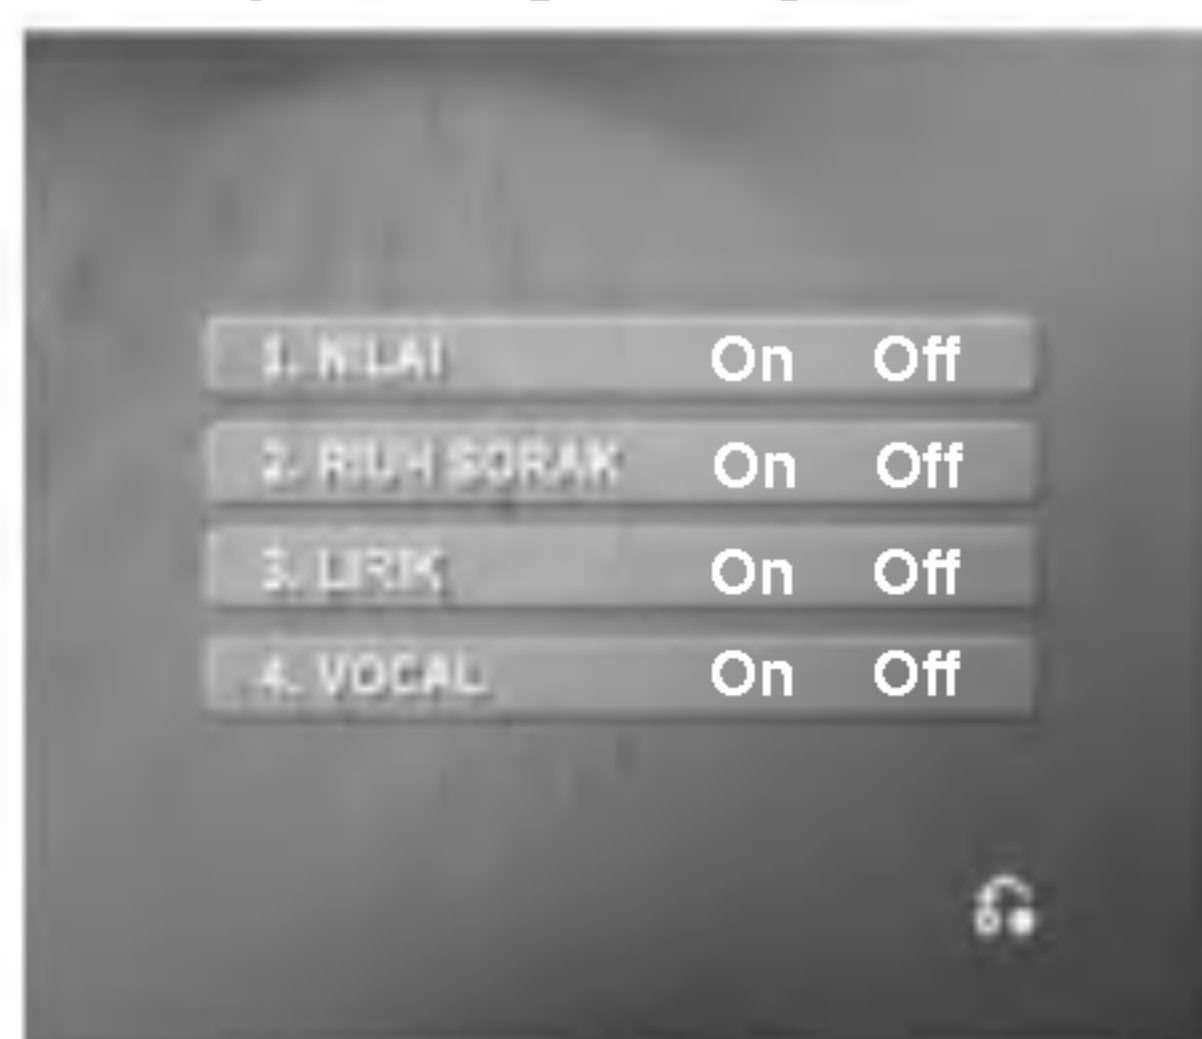 1. NILAI On Off
2. RIUH SORAK On Off
3. LIRIK On Off
4. VOCAL On Off